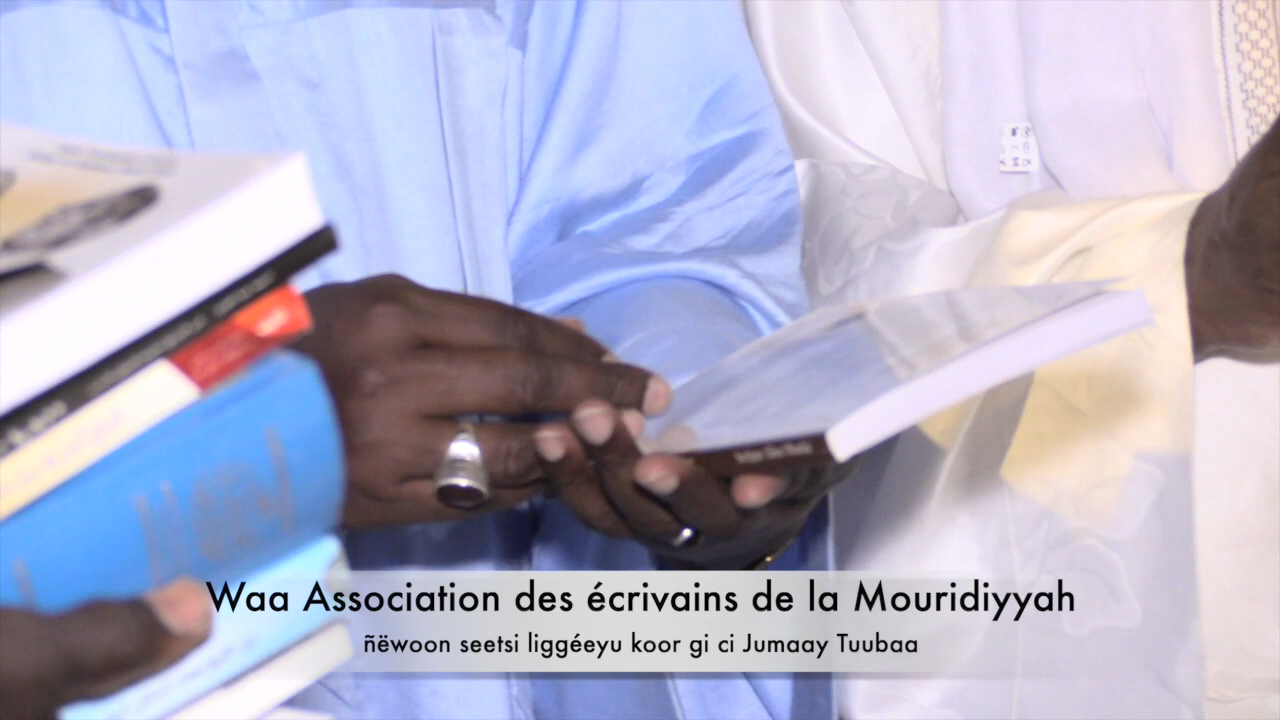 Waa Association des écrivains de la Mouridiyyah
ñëwoon seetsi liggéeyu koor gi ci Jumaay Tuubaa